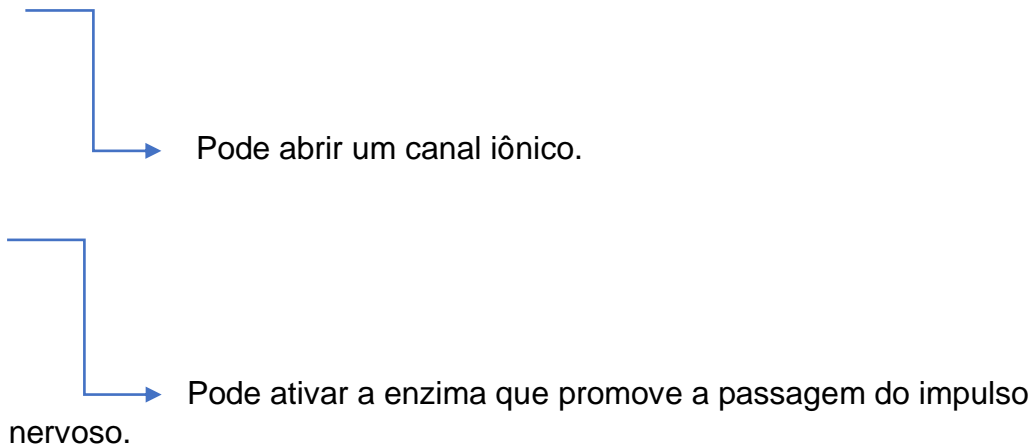 Pode abrir um canal iônico.
Pode ativar a enzima que promove a passagem do impulso
nervoso.